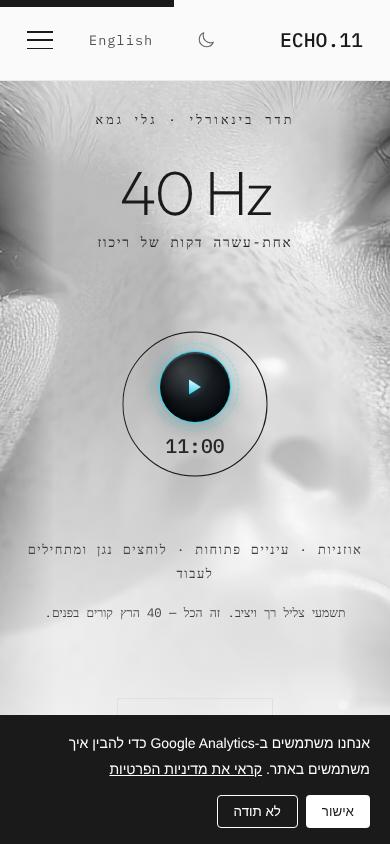 ECHO.11
English
תדר בינאורלי · גלי גמא
40 Hz
אחת-עשרה דקות של ריכוז
11:00
אוזניות · עיניים פתוחות · לוחצים נגן ומתחילים
לעבוד
תשמעי צליל רך ויציב. זה הכל — 40 הרץ קורים בפנים.
אנחנו משתמשים ב-Google Analytics כדי להבין איך
משתמשים באתר. קראי את מדיניות הפרטיות
אישור
לא תודה